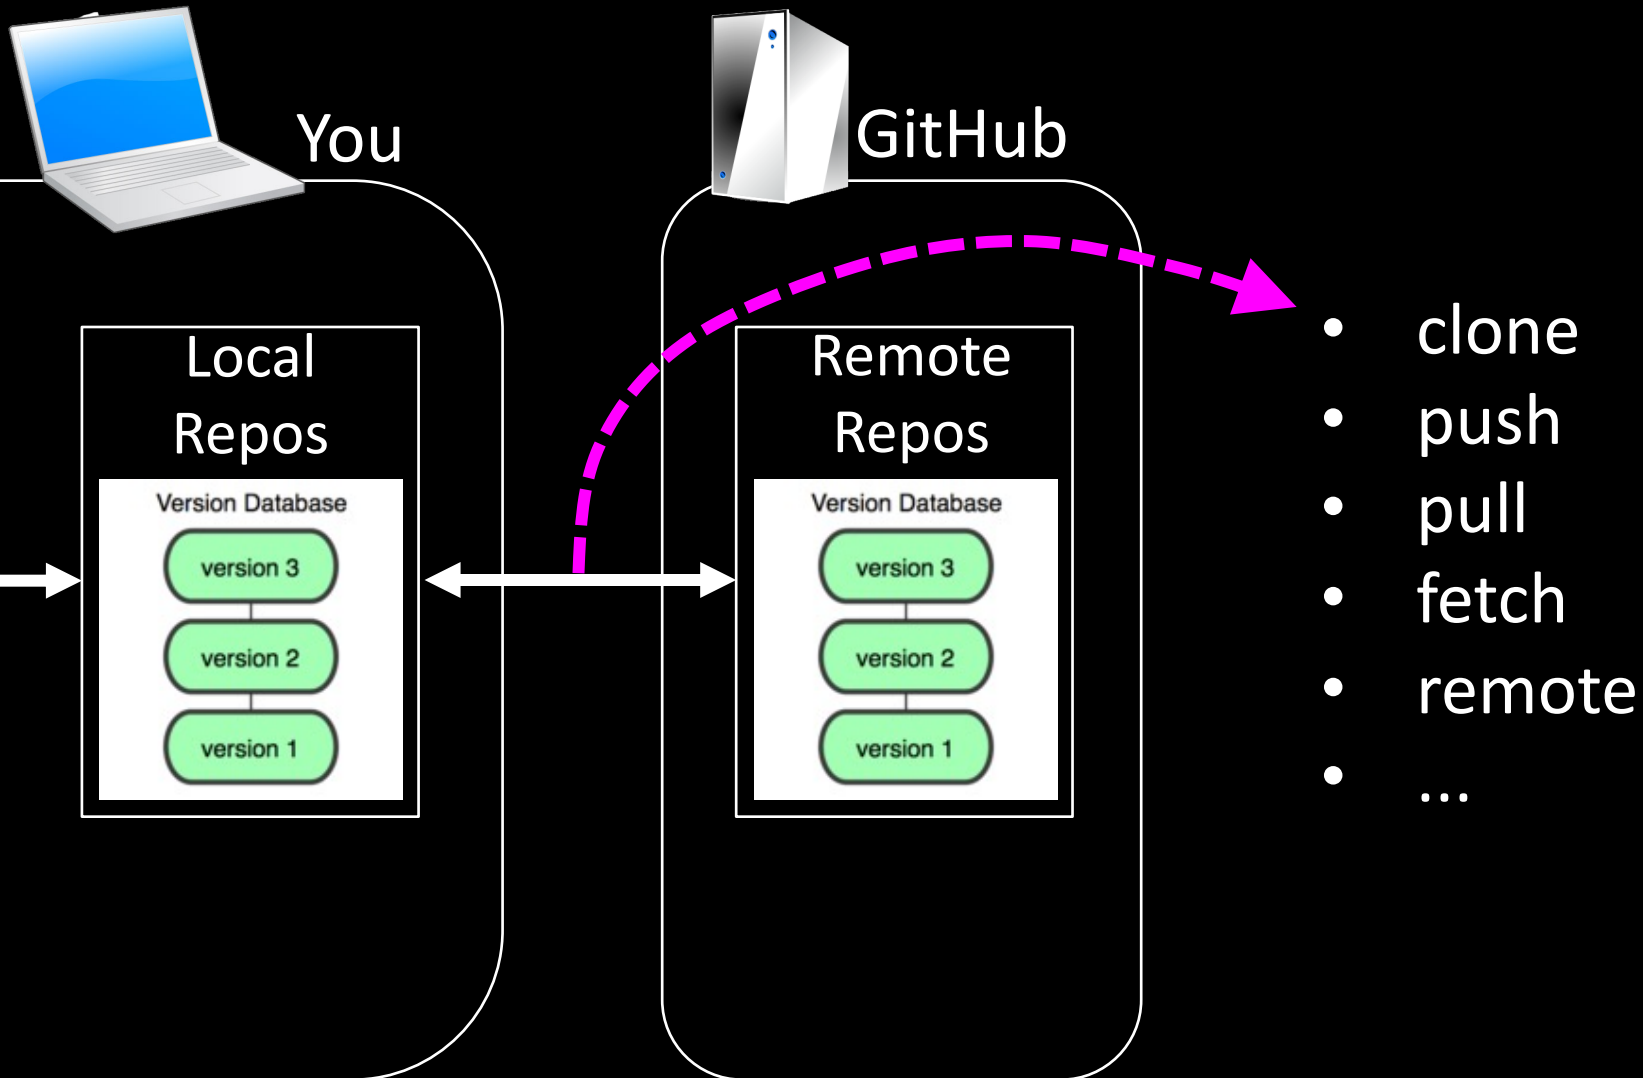 You
GitHub
Local
Repos
Version Database
version 3
version 2
version 1
Remote
Repos
Version Database
version 3
version 2
version 1
• clone
• push
• pull
• fetch
• remote
• ...